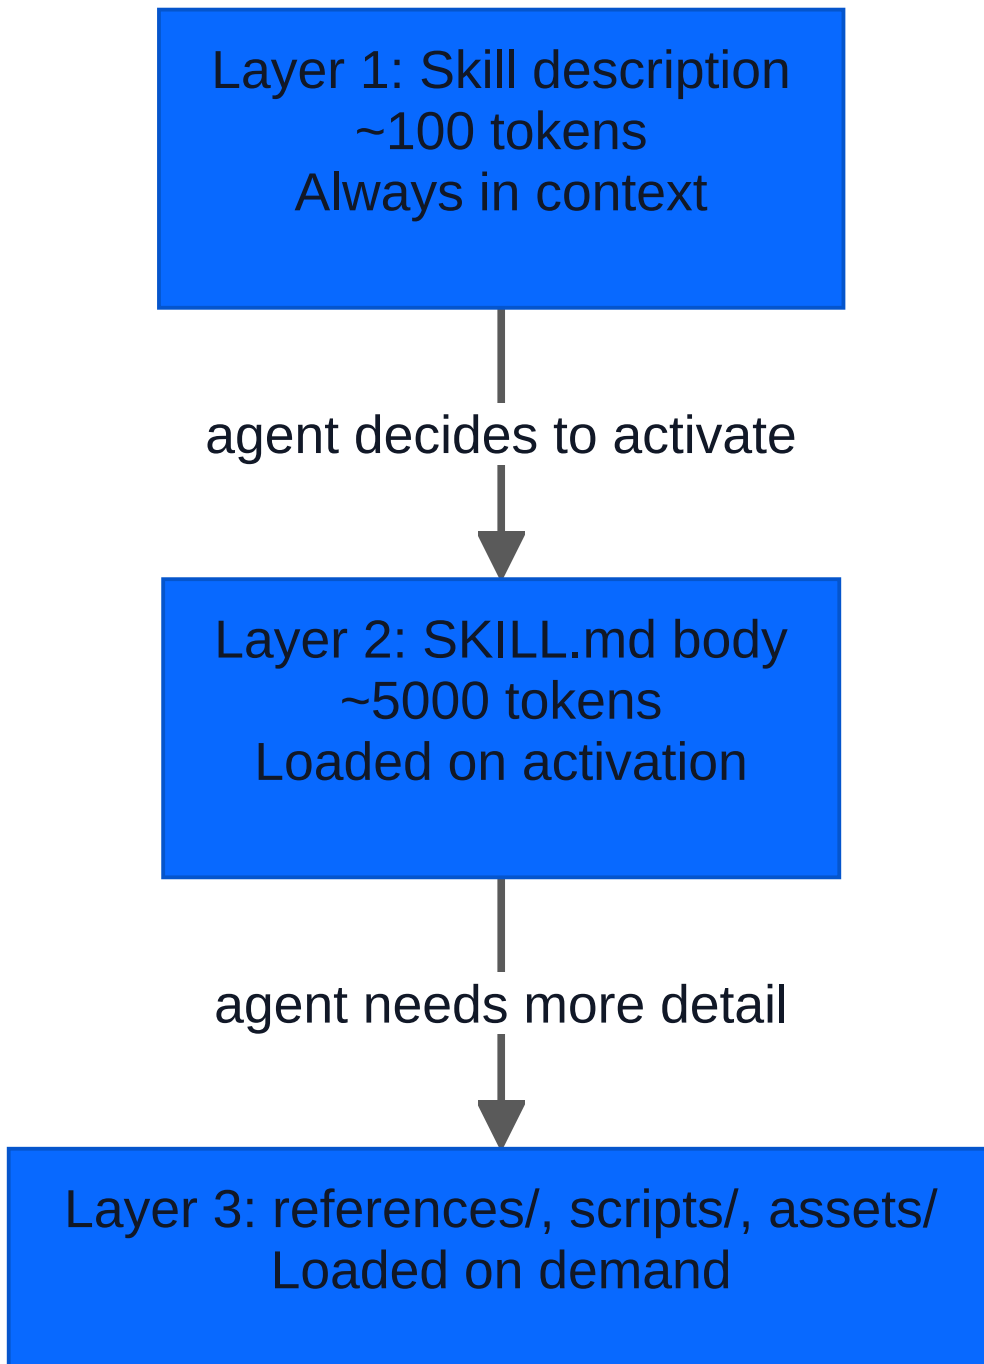 Layer 1: Skill description
~100 tokens
Always in context
agent decides to activate
Layer 2: SKILL.md body
~5000 tokens
Loaded on activation
agent needs more detail
Layer 3: references/, scripts/, assets/
Loaded on demand